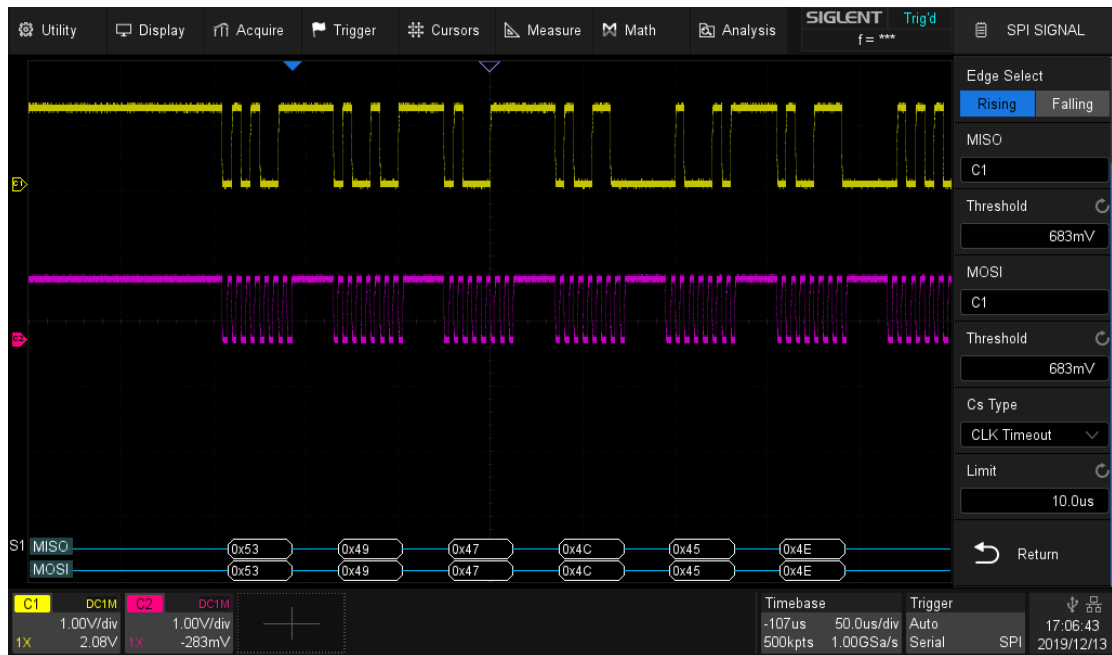 Utility Display Acquire Trigger Cursors Measure Math Analysis
SIGLENT Trig'd
f = ***
SPI SIGNAL
Edge Select
Rising Falling
MISO
C1
Threshold
683mV
MOSI
C1
Threshold
683mV
Cs Type
CLK Timeout
Limit
10.0us
Return
C1
C2
S1 MISO 0x53 0x49 0x47 0x4C 0x45 0x4E
MOSI 0x53 0x49 0x47 0x4C 0x45 0x4E
C1 DC1M
1.00V/div
1X 2.08V
C2 DC1M
1.00V/div
1X -283mV
Timebase
-107us 50.0us/div
500kpts 1.00GSa/s
Trigger
Auto
Serial SPI
17:06:43
2019/12/13